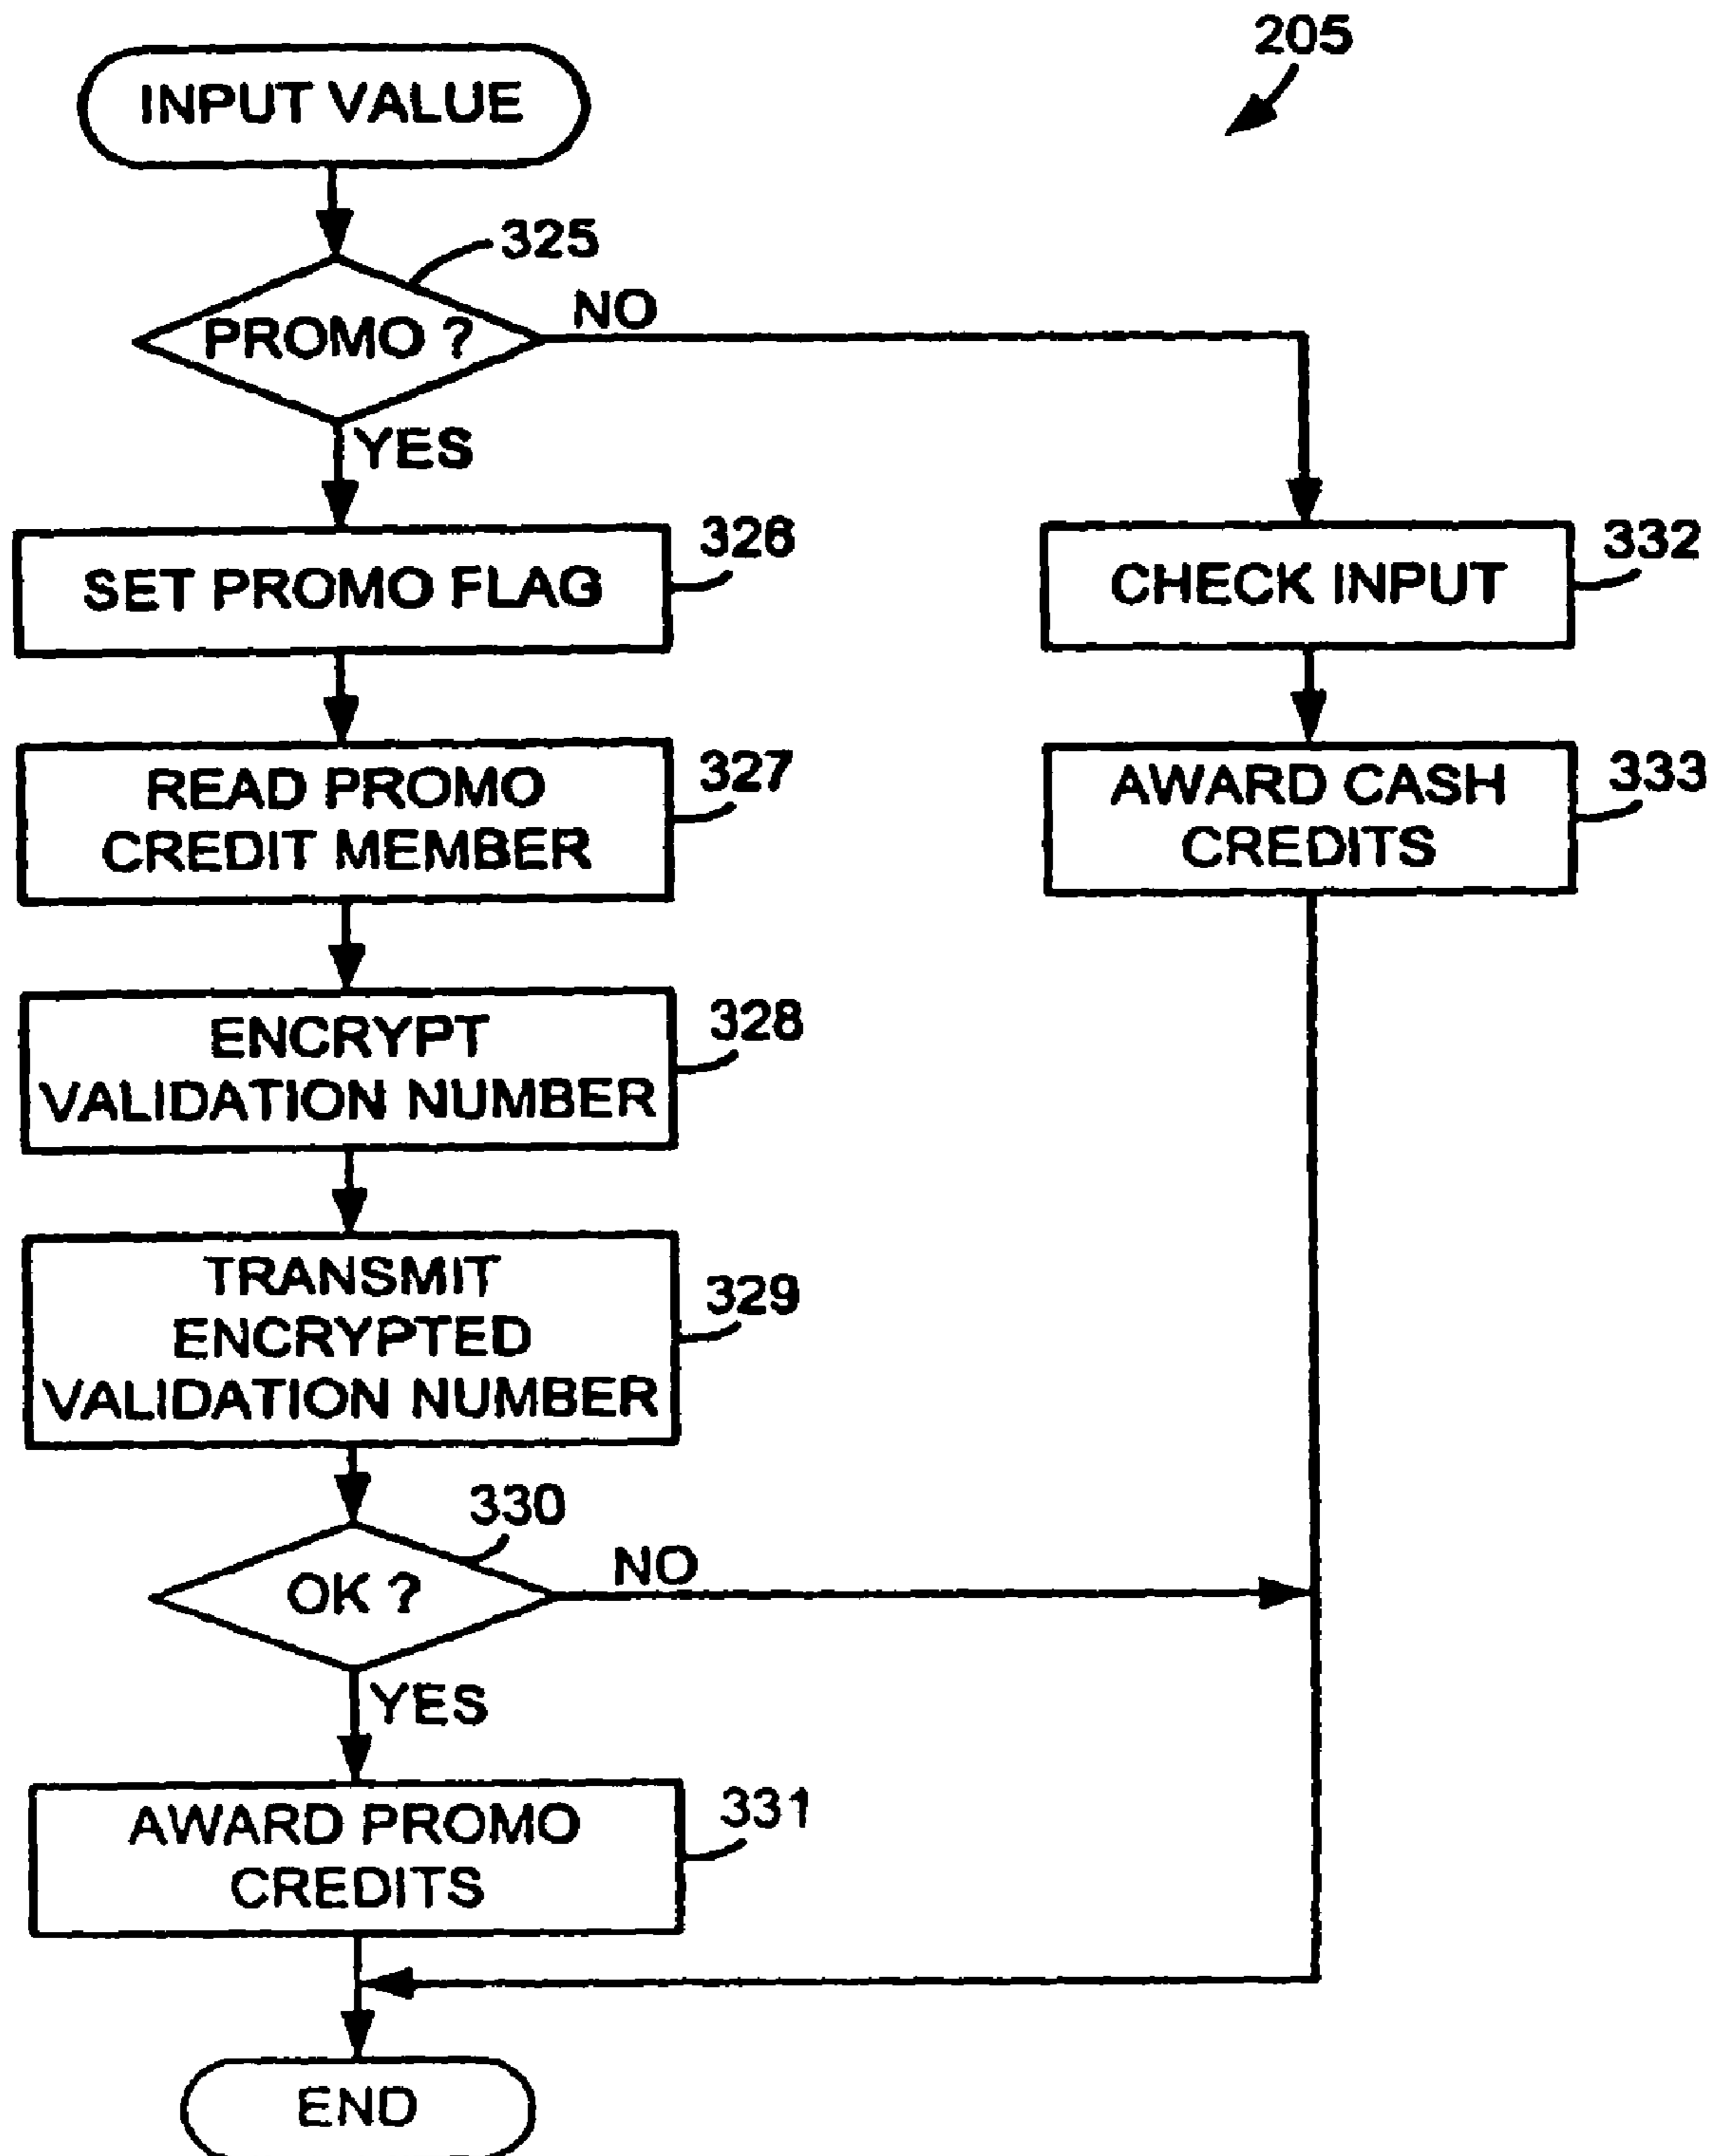 205
INPUT VALUE
325
PROMO ?
NO
YES
326
SET PROMO FLAG
332
CHECK INPUT
327
READ PROMO
CREDIT MEMBER
333
AWARD CASH
CREDITS
328
ENCRYPT
VALIDATION NUMBER
329
TRANSMIT
ENCRYPTED
VALIDATION NUMBER
330
OK ?
NO
YES
331
AWARD PROMO
CREDITS
END